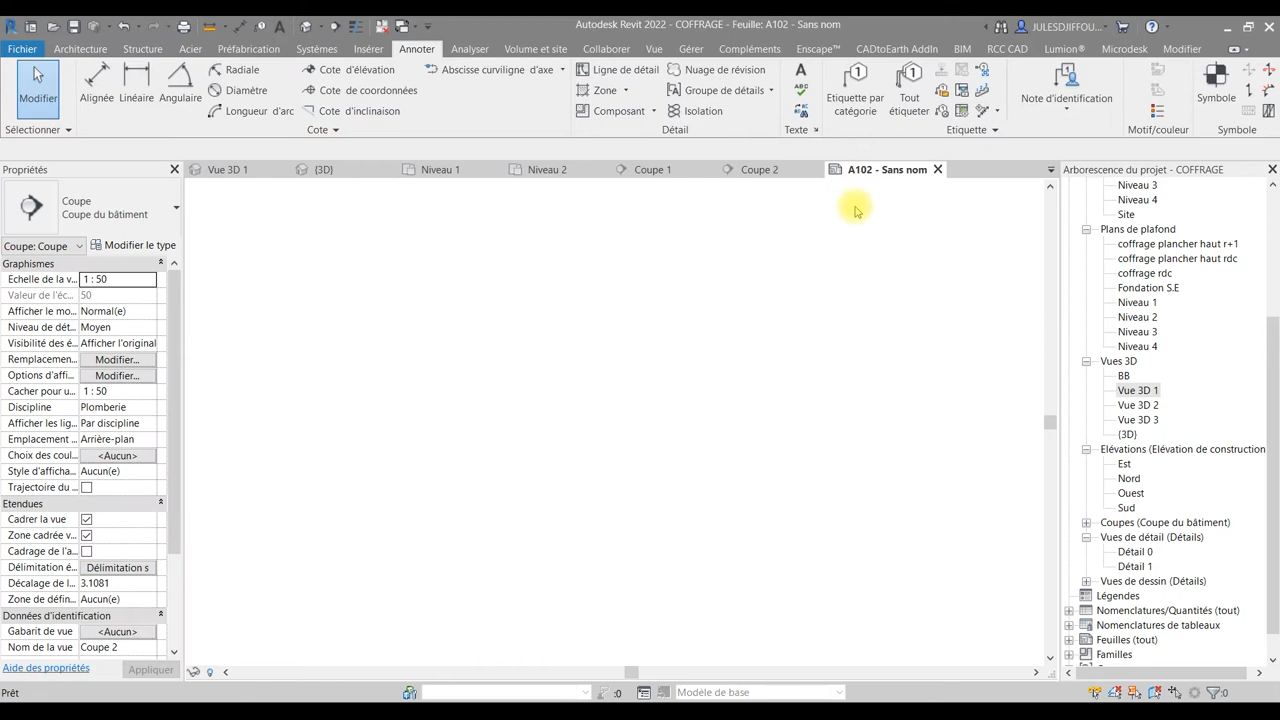 Autodesk Revit 2022 - COFFRAGE - Feuille: A102 - Sans nom
JULESDJIFFOU...
Fichier Architecture Structure Acier Préfabrication Systèmes Insérer Annoter Analyser Volume et site Collaborer Vue Gérer Compléments Enscape™ CADtoEarth AddIn BIM RCC CAD Lumion® Microdesk Modifier
Modifier
Alignée Linéaire Angulaire
Radiale
Diamètre
Longueur d'arc
Cote d'élévation
Cote de coordonnées
Cote d'inclinaison
Abscisse curviligne d'axe
Ligne de détail
Zone
Composant
Nuage de révision
Groupe de détails
Isolation
Etiquette par
catégorie
Tout
étiqueter
Note d'identification
Symbole
Sélectionner Cote Détail Texte Etiquette Motif/couleur Symbole
Propriétés
Vue 3D 1 {3D} Niveau 1 Niveau 2 Coupe 1 Coupe 2 A102 - Sans nom
Arborescence du projet - COFFRAGE
Coupe
Coupe du bâtiment
Coupe: Coupe Modifier le type
Graphismes
Echelle de la v... 1 : 50
Valeur de l'éc... 50
Afficher le mo... Normal(e)
Niveau de dét... Moyen
Visibilité des é... Afficher l'original
Remplacemen... Modifier...
Options d'affi... Modifier...
Cacher pour u... 1 : 50
Discipline Plomberie
Afficher les lig... Par discipline
Emplacement ... Arrière-plan
Choix des coul... <Aucun>
Style d'afficha... Aucun(e)
Trajectoire du ...
Etendues
Cadrer la vue
Zone cadrée v...
Cadrage de l'a...
Délimitation é... Délimitation s
Décalage de l... 3.1081
Zone de défin... Aucun(e)
Données d'identification
Gabarit de vue <Aucun>
Nom de la vue Coupe 2
Aide des propriétés Appliquer
Niveau 3
Niveau 4
Site
Plans de plafond
coffrage plancher haut r+1
coffrage plancher haut rdc
coffrage rdc
Fondation S.E
Niveau 1
Niveau 2
Niveau 3
Niveau 4
Vues 3D
BB
Vue 3D 1
Vue 3D 2
Vue 3D 3
{3D}
Elévations (Elévation de construction
Est
Nord
Ouest
Sud
Coupes (Coupe du bâtiment)
Vues de détail (Détails)
Détail 0
Détail 1
Vues de dessin (Détails)
Légendes
Nomenclatures/Quantités (tout)
Nomenclatures de tableaux
Feuilles (tout)
Familles
Prêt :0 Modèle de base :0